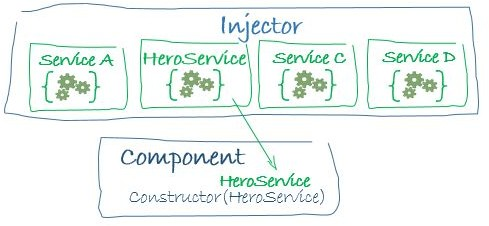 Injector
Service A
HeroService
Service C
Service D
{ }
{ }
{ }
{ }
Component
HeroService
Constructor(HeroService)